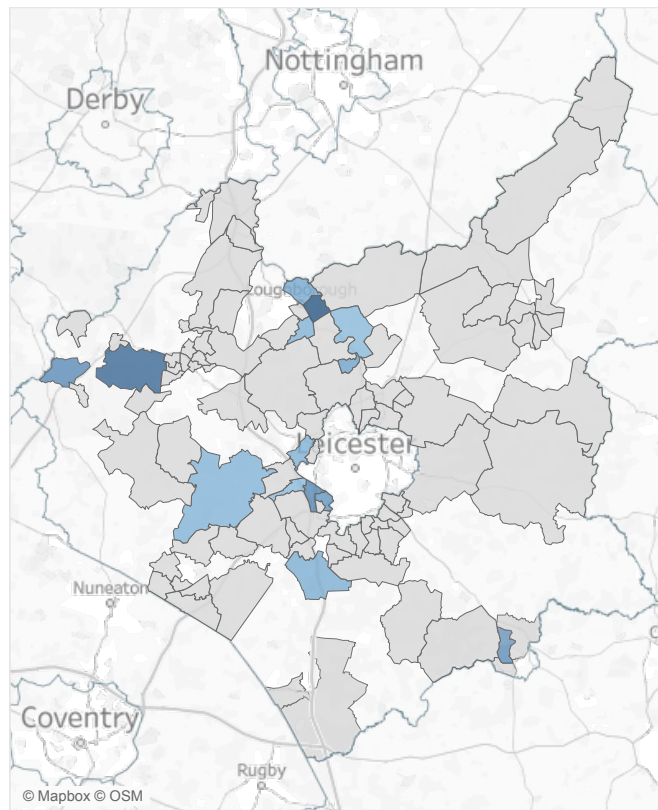 Nottingham
Derby
Leicester
Nuneaton
Coventry
Rugby
© Mapbox © OSM